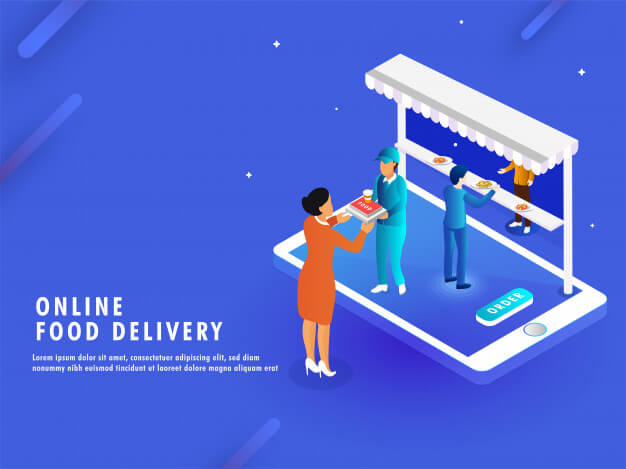 ONLINE
FOOD DELIVERY
Lorem ipsum dolor sit amet, consectetuer adipiscing elit, sed diam
nonummy nibh euismod tincidunt ut laoreet dolore magna aliquam erat
FOOD
ORDER